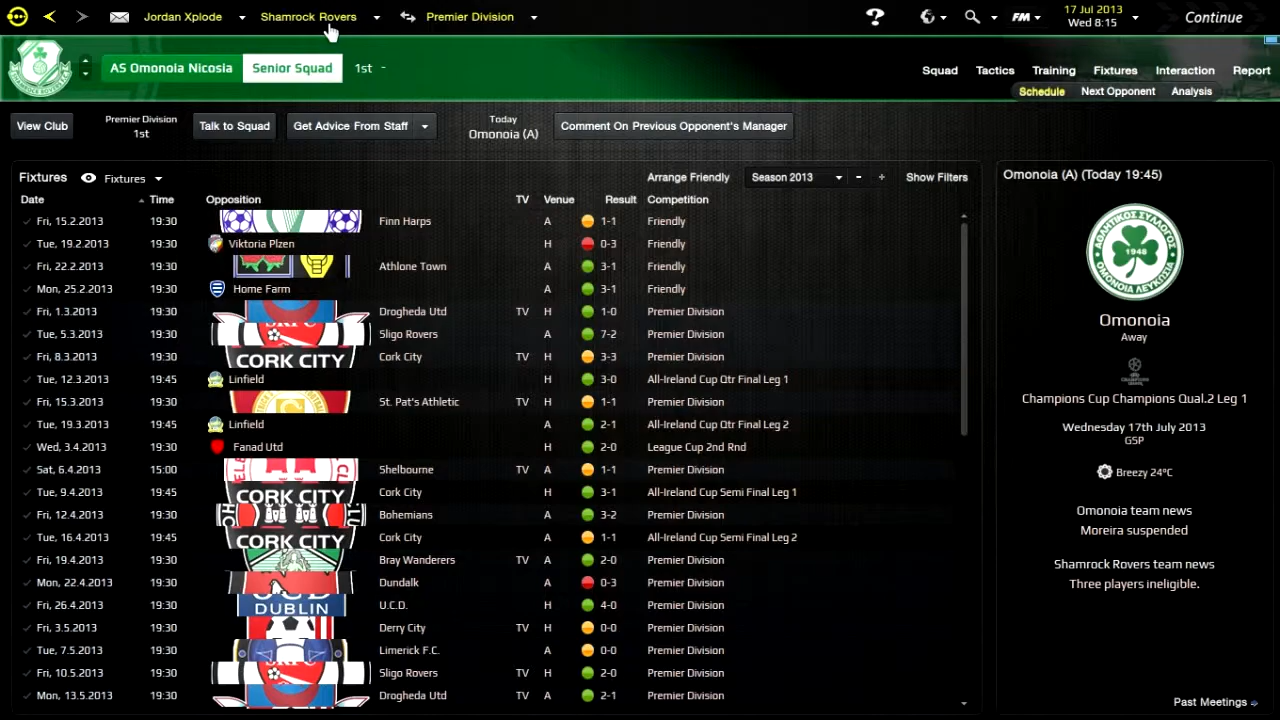 Jordan Xplode Shamrock Rovers Premier Division ? FM 17 Jul 2013 Continue
Wed 8:15
AS Omonoia Nicosia Senior Squad 1st -
Squad Tactics Training Fixtures Interaction Report
Schedule Next Opponent Analysis
View Club Premier Division Talk to Squad Get Advice From Staff Today Comment On Previous Opponent's Manager
1st Omonoia (A)
Fixtures Fixtures Arrange Friendly Season 2013 - + Show Filters
Date Time Opposition TV Venue Result Competition
Fri, 15.2.2013 19:30 Finn Harps A 1-1 Friendly
Tue, 19.2.2013 19:30 Viktoria Plzen H 0-3 Friendly
Fri, 22.2.2013 19:30 Athlone Town A 3-1 Friendly
Mon, 25.2.2013 19:30 Home Farm A 3-1 Friendly
Fri, 1.3.2013 19:30 Drogheda Utd TV H 1-0 Premier Division
Tue, 5.3.2013 19:30 Sligo Rovers A 7-2 Premier Division
Fri, 8.3.2013 19:30 CORK CITY Cork City TV H 3-3 Premier Division
Tue, 12.3.2013 19:45 Linfield H 3-0 All-Ireland Cup Qtr Final Leg 1
Fri, 15.3.2013 19:30 St. Pat's Athletic TV H 1-1 Premier Division
Tue, 19.3.2013 19:45 Linfield A 2-1 All-Ireland Cup Qtr Final Leg 2
Wed, 3.4.2013 19:30 Fanad Utd H 2-0 League Cup 2nd Rnd
Sat, 6.4.2013 15:00 Shelbourne TV A 1-1 Premier Division
Tue, 9.4.2013 19:45 CORK CITY Cork City H 3-1 All-Ireland Cup Semi Final Leg 1
Fri, 12.4.2013 19:30 Bohemians A 3-2 Premier Division
Tue, 16.4.2013 19:45 CORK CITY Cork City A 1-1 All-Ireland Cup Semi Final Leg 2
Fri, 19.4.2013 19:30 Bray Wanderers TV A 2-0 Premier Division
Mon, 22.4.2013 19:30 Dundalk A 0-3 Premier Division
Fri, 26.4.2013 19:30 DUBLIN U.C.D. H 4-0 Premier Division
Fri, 3.5.2013 19:30 Derry City TV H 0-0 Premier Division
Tue, 7.5.2013 19:30 Limerick F.C. A 0-0 Premier Division
Fri, 10.5.2013 19:30 Sligo Rovers TV H 2-0 Premier Division
Mon, 13.5.2013 19:30 Drogheda Utd TV A 2-1 Premier Division
Omonoia (A) (Today 19:45)
ΑΘΛΗΤΙΚΟΣ ΣΥΛΛΟΓΟΣ
1948
ΟΜΟΝΟΙΑ ΛΕΥΚΩΣΙΑΣ
Omonoia
Away
Champions Cup Champions Qual.2 Leg 1
Wednesday 17th July 2013
GSP
Breezy 24°C
Omonoia team news
Moreira suspended
Shamrock Rovers team news
Three players ineligible.
Past Meetings